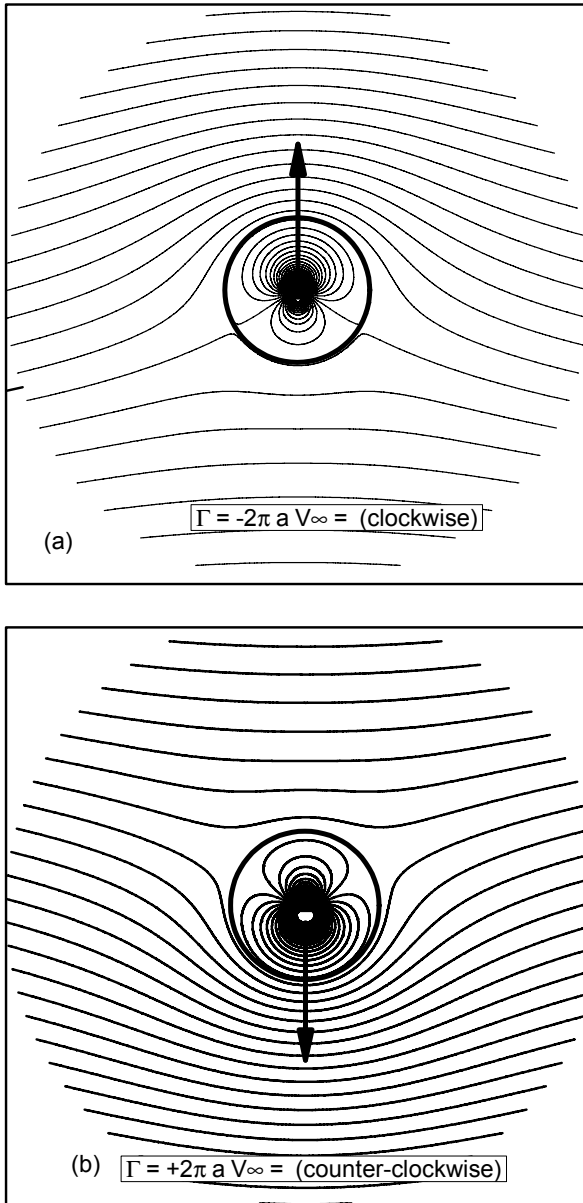 Γ = -2π a V∞ = (clockwise)
(a)
(b) Γ = +2π a V∞ = (counter-clockwise)